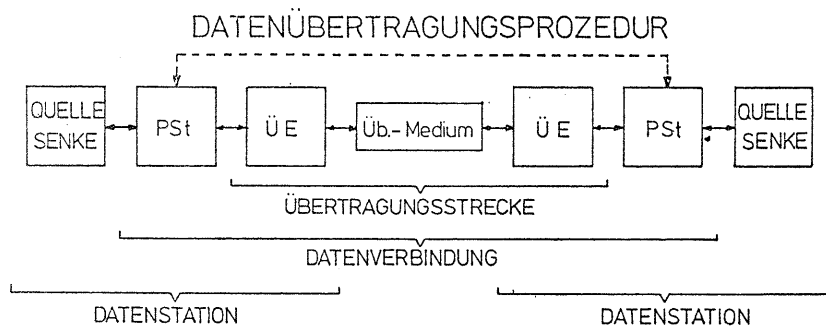 DATENÜBERTRAGUNGSPROZEDUR
QUELLE
SENKE
PSt
ÜE
Üb.-Medium
ÜE
PSt
QUELLE
SENKE
ÜBERTRAGUNGSSTRECKE
DATENVERBINDUNG
DATENSTATION
DATENSTATION